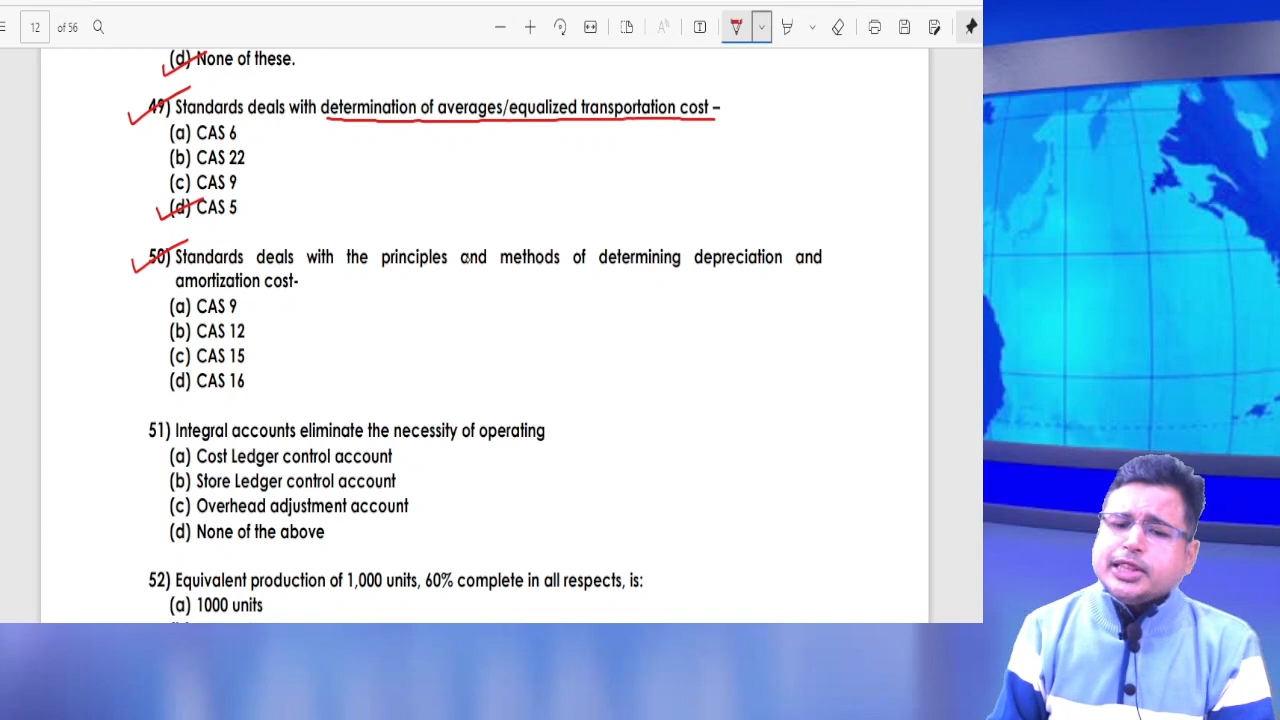 12 of 56
(d) None of these.
49) Standards deals with determination of averages/equalized transportation cost –
(a) CAS 6
(b) CAS 22
(c) CAS 9
(d) CAS 5
50) Standards deals with the principles and methods of determining depreciation and
amortization cost-
(a) CAS 9
(b) CAS 12
(c) CAS 15
(d) CAS 16
51) Integral accounts eliminate the necessity of operating
(a) Cost Ledger control account
(b) Store Ledger control account
(c) Overhead adjustment account
(d) None of the above
52) Equivalent production of 1,000 units, 60% complete in all respects, is:
(a) 1000 units